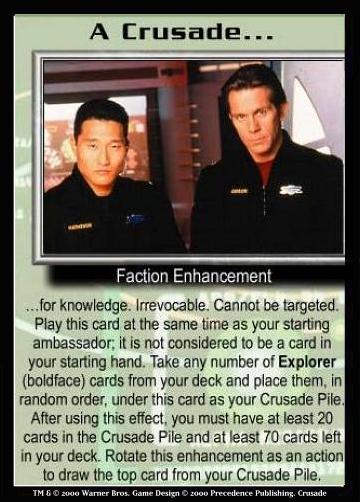 A Crusade...
MATHESON
GIDEON
Faction Enhancement
...for knowledge. Irrevocable. Cannot be targeted.
Play this card at the same time as your starting
ambassador; it is not considered to be a card in
your starting hand. Take any number of Explorer
(boldface) cards from your deck and place them, in
random order, under this card as your Crusade Pile.
After using this effect, you must have at least 20
cards in the Crusade Pile and at least 70 cards left
in your deck. Rotate this enhancement as an action
to draw the top card from your Crusade Pile.
TM & © 2000 Warner Bros. Game Design © 2000 Precedence Publishing. Crusade